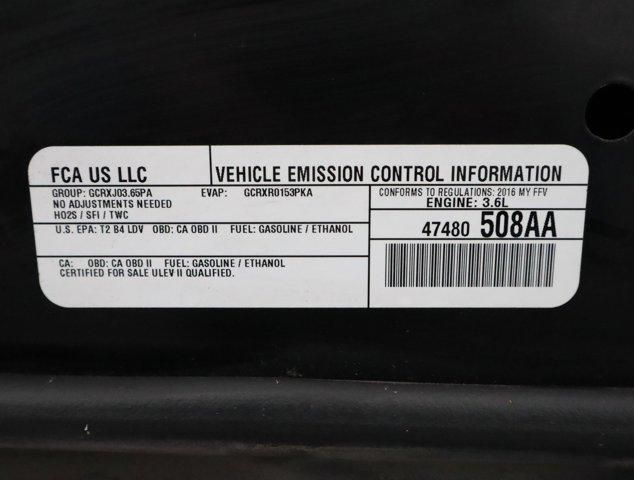 FCA US LLC
VEHICLE EMISSION CONTROL INFORMATION
GROUP: GCRXJ03.65PA EVAP: GCRXR0153PKA
NO ADJUSTMENTS NEEDED
HO2S / SFI / TWC
CONFORMS TO REGULATIONS: 2016 MY FFV
ENGINE: 3.6L
U.S. EPA: T2 B4 LDV OBD: CA OBD II FUEL: GASOLINE / ETHANOL
47480 508AA
CA: OBD: CA OBD II FUEL: GASOLINE / ETHANOL
CERTIFIED FOR SALE ULEV II QUALIFIED.